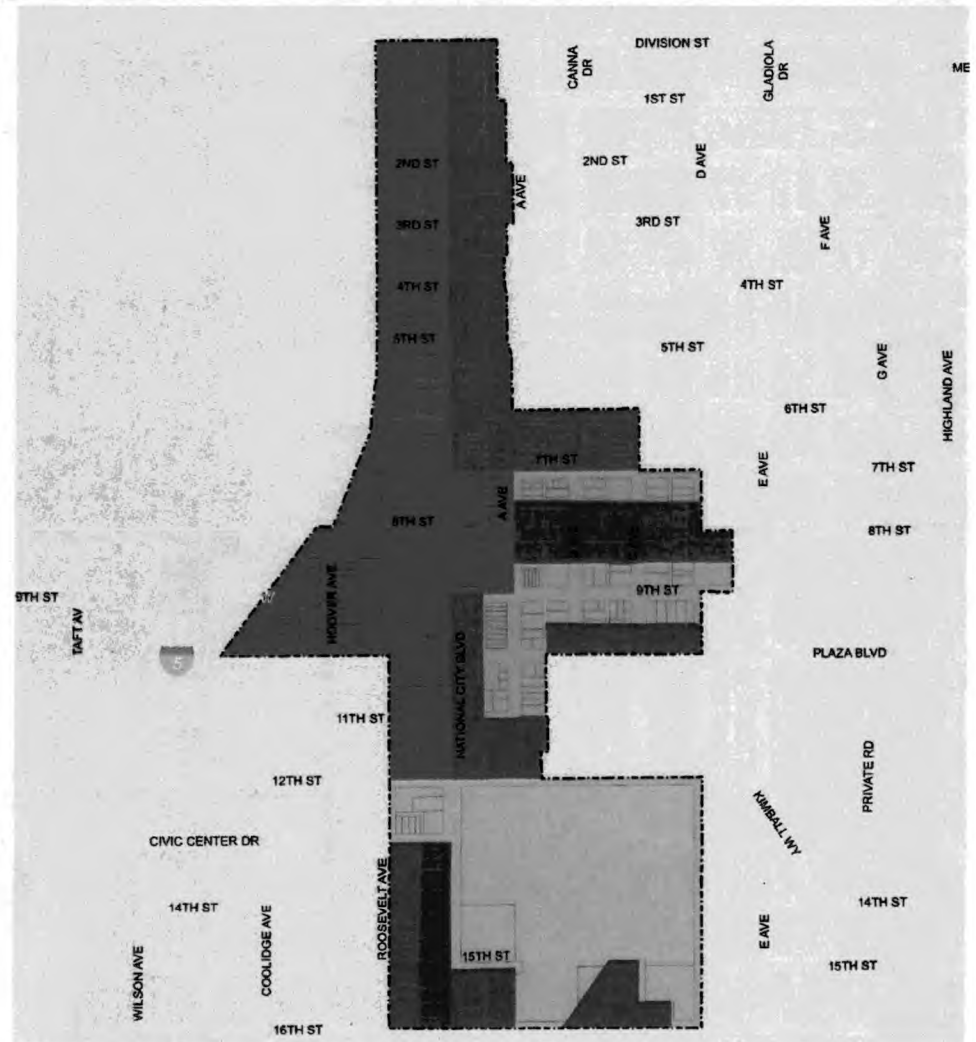 DIVISION ST
CANNA
DR
GLADIOLA
DR
ME
1ST ST
2ND ST
2ND ST
D AVE
A AVE
3RD ST
3RD ST
F AVE
4TH ST
4TH ST
5TH ST
5TH ST
G AVE
HIGHLAND AVE
6TH ST
7TH ST
E AVE
7TH ST
A AVE
8TH ST
8TH ST
9TH ST
TAFT AV
HOOVER AVE
9TH ST
5
NATIONAL CITY BLVD
PLAZA BLVD
11TH ST
12TH ST
PRIVATE RD
KIMBALL WY
CIVIC CENTER DR
ROOSEVELT AVE
14TH ST
14TH ST
COOLIDGE AVE
WILSON AVE
E AVE
15TH ST
15TH ST
16TH ST